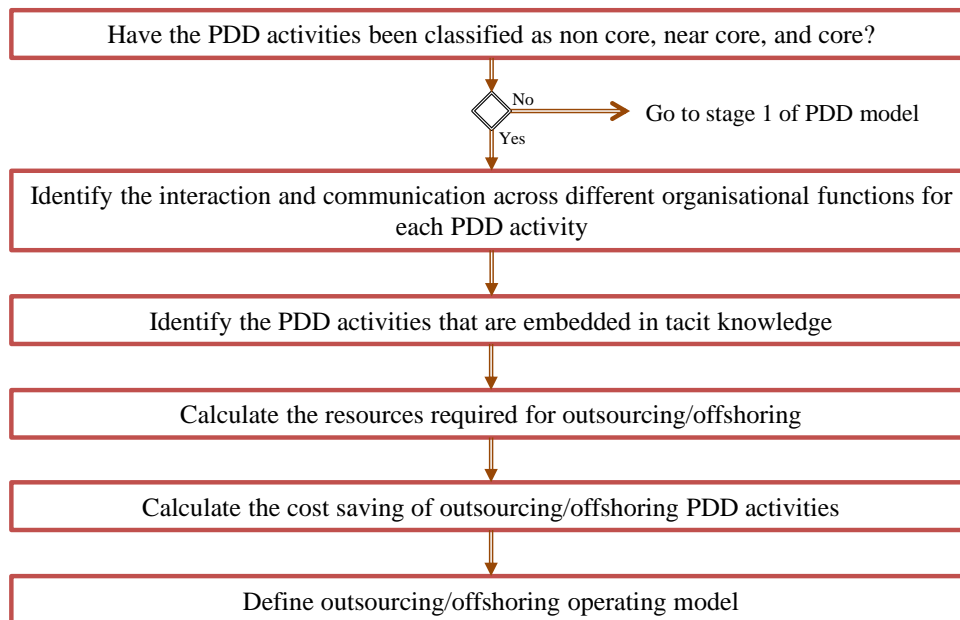 Have the PDD activities been classified as non core, near core, and core?
No
Go to stage 1 of PDD model
Yes
Identify the interaction and communication across different organisational functions for
each PDD activity
Identify the PDD activities that are embedded in tacit knowledge
Calculate the resources required for outsourcing/offshoring
Calculate the cost saving of outsourcing/offshoring PDD activities
Define outsourcing/offshoring operating model